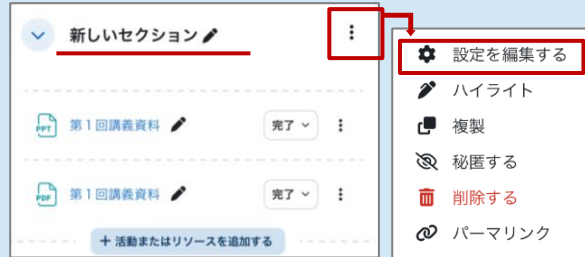 新しいセクション
PPT 第1回講義資料 完了
PDF 第1回講義資料 完了
+ 活動またはリソースを追加する
設定を編集する
ハイライト
複製
秘匿する
削除する
パーマリンク